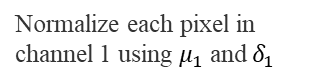 Normalize each pixel in
channel 1 using μ₁ and δ₁